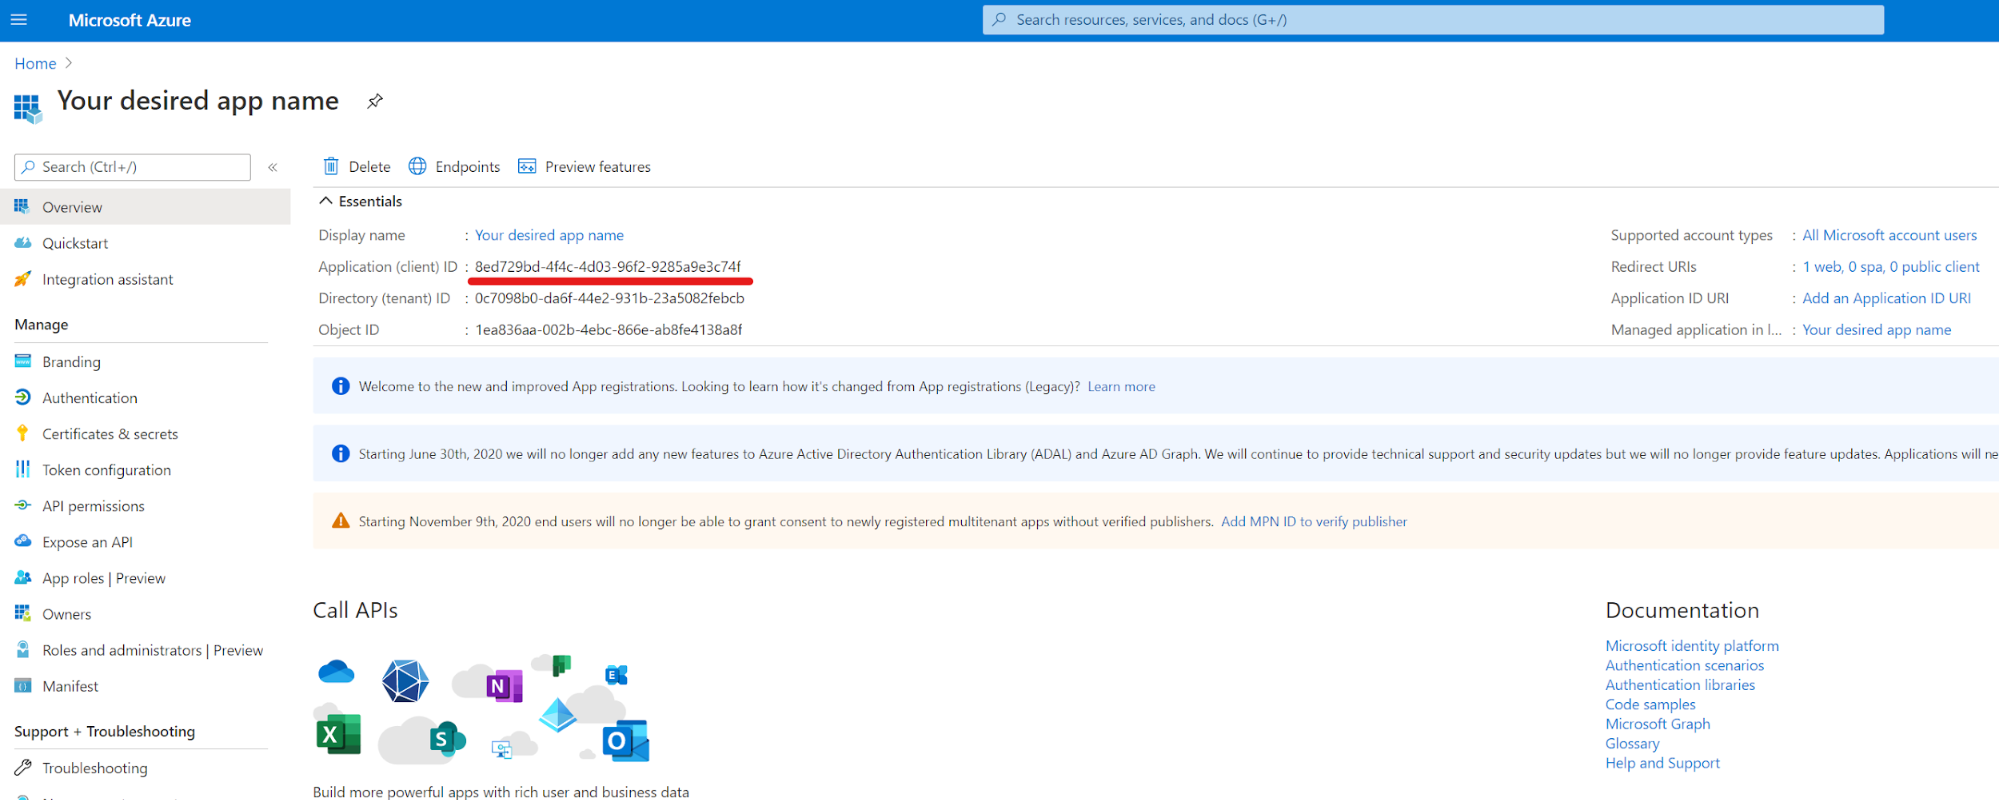 Microsoft Azure
Search resources, services, and docs (G+/)
Home
Your desired app name
Search (Ctrl+/)
«
Overview
Quickstart
Integration assistant
Manage
Branding
Authentication
Certificates & secrets
Token configuration
API permissions
Expose an API
App roles | Preview
Owners
Roles and administrators | Preview
Manifest
Support + Troubleshooting
Troubleshooting
Delete
Endpoints
Preview features
Essentials
Display name : Your desired app name
Application (client) ID : 8ed729bd-4f4c-4d03-96f2-9285a9e3c74f
Directory (tenant) ID : 0c7098b0-da6f-44e2-931b-23a5082febcb
Object ID : 1ea836aa-002b-4ebc-866e-ab8fe4138a8f
Supported account types : All Microsoft account users
Redirect URIs : 1 web, 0 spa, 0 public client
Application ID URI : Add an Application ID URI
Managed application in l... : Your desired app name
Welcome to the new and improved App registrations. Looking to learn how it's changed from App registrations (Legacy)? Learn more
Starting June 30th, 2020 we will no longer add any new features to Azure Active Directory Authentication Library (ADAL) and Azure AD Graph. We will continue to provide technical support and security updates but we will no longer provide feature updates. Applications will ne
Starting November 9th, 2020 end users will no longer be able to grant consent to newly registered multitenant apps without verified publishers. Add MPN ID to verify publisher
Call APIs
N
E
X
S
O
Build more powerful apps with rich user and business data
Documentation
Microsoft identity platform
Authentication scenarios
Authentication libraries
Code samples
Microsoft Graph
Glossary
Help and Support